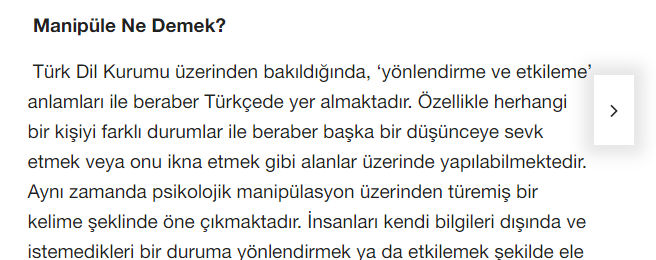 Manipüle Ne Demek?
Türk Dil Kurumu üzerinden bakıldığında, ‘yönlendirme ve etkileme’
anlamları ile beraber Türkçede yer almaktadır. Özellikle herhangi
bir kişiyi farklı durumlar ile beraber başka bir düşünceye sevk
etmek veya onu ikna etmek gibi alanlar üzerinde yapılabilmektedir.
Aynı zamanda psikolojik manipülasyon üzerinden türemiş bir
kelime şeklinde öne çıkmaktadır. İnsanları kendi bilgileri dışında ve
istemedikleri bir duruma yönlendirmek ya da etkilemek şekilde ele